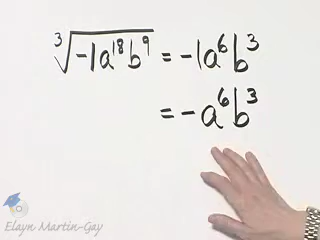 ∛(-1a¹⁸b⁹) = -1a⁶b³
= -a⁶b³
Elayn Martin-Gay